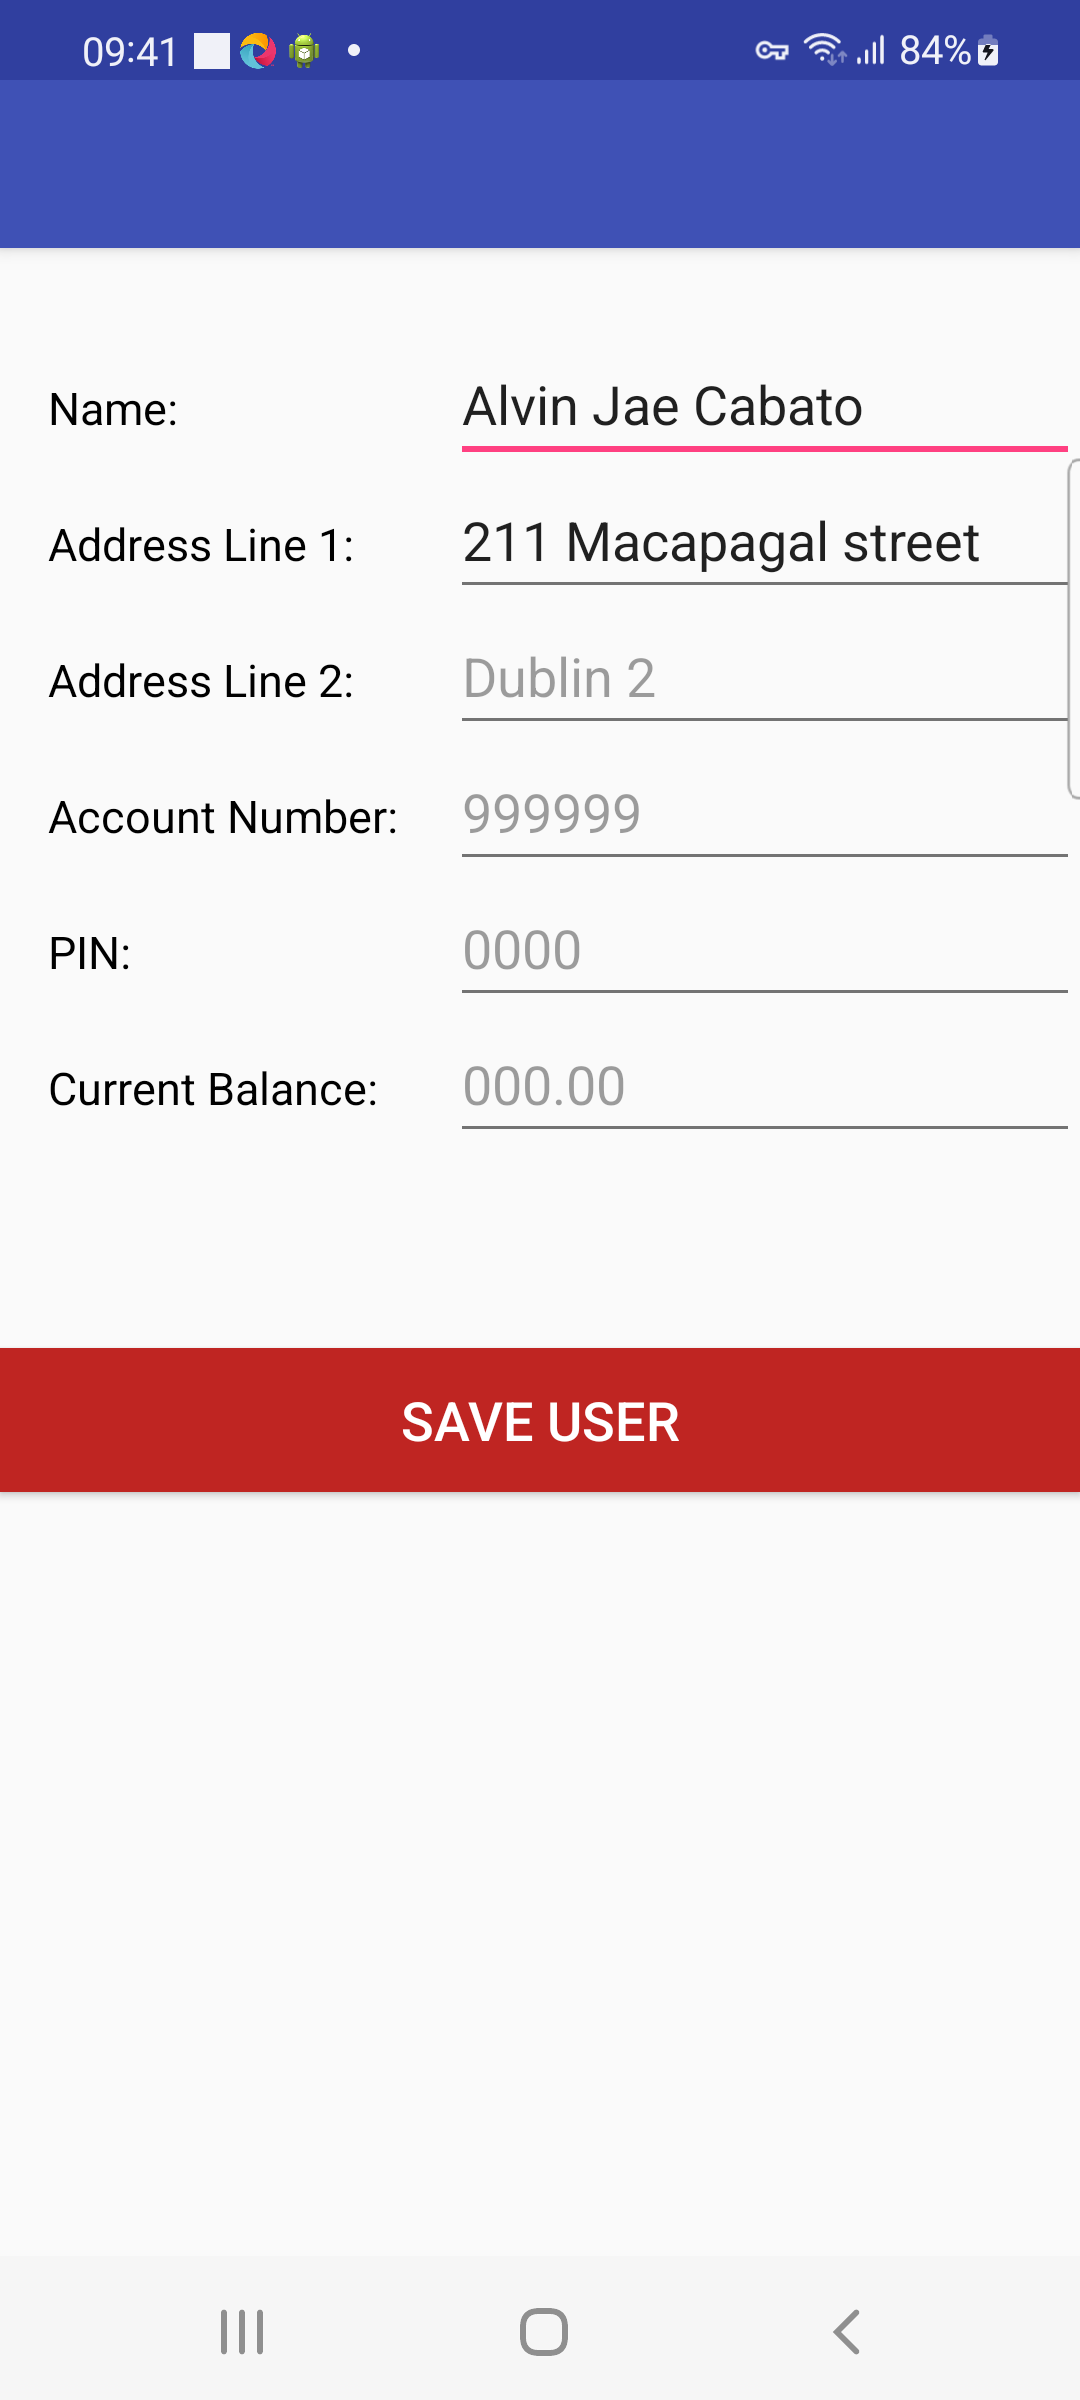 09:41 84%
Name: Alvin Jae Cabato
Address Line 1: 211 Macapagal street
Address Line 2: Dublin 2
Account Number: 999999
PIN: 0000
Current Balance: 000.00
SAVE USER